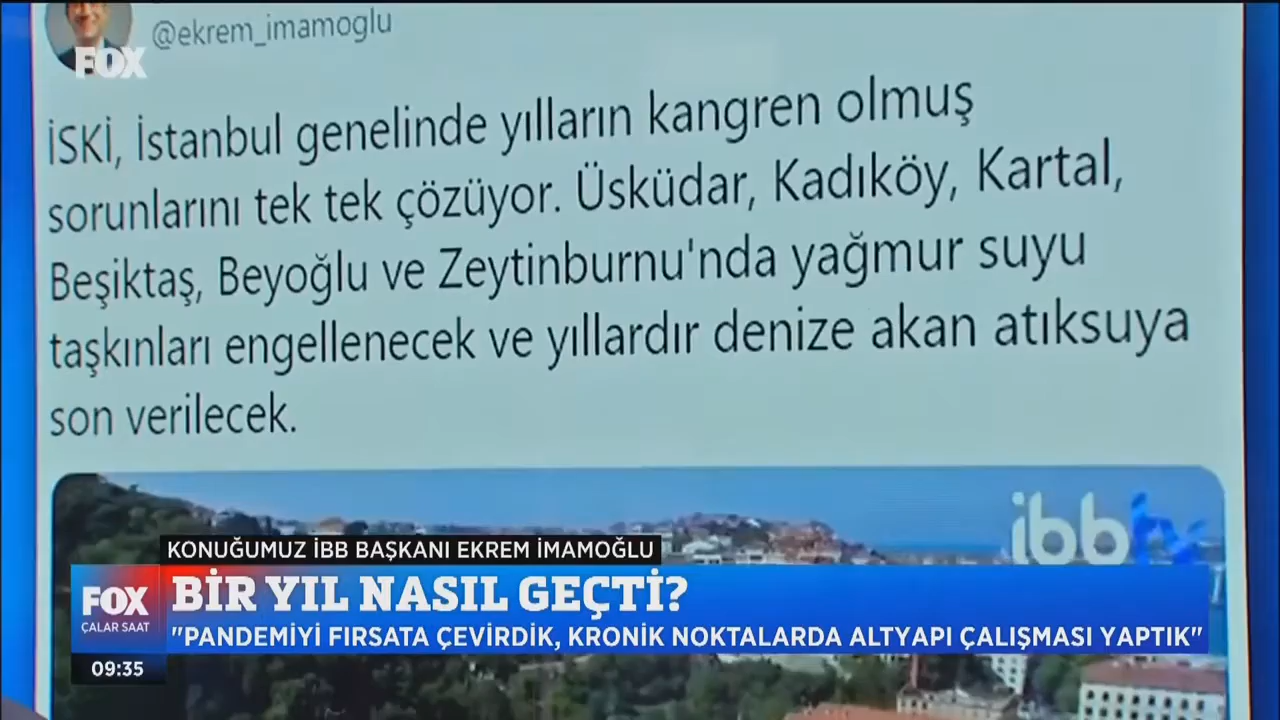 @ekrem_imamoglu
FOX
İSKİ, İstanbul genelinde yılların kangren olmuş
sorunlarını tek tek çözüyor. Üsküdar, Kadıköy, Kartal,
Beşiktaş, Beyoğlu ve Zeytinburnu'nda yağmur suyu
taşkınları engellenecek ve yıllardır denize akan atıksuya
son verilecek.
ibb tv
KONUĞUMUZ İBB BAŞKANI EKREM İMAMOĞLU
FOX
ÇALAR SAAT
BİR YIL NASIL GEÇTİ?
"PANDEMİYİ FIRSATA ÇEVİRDİK, KRONİK NOKTALARDA ALTYAPI ÇALIŞMASI YAPTIK"
09:35